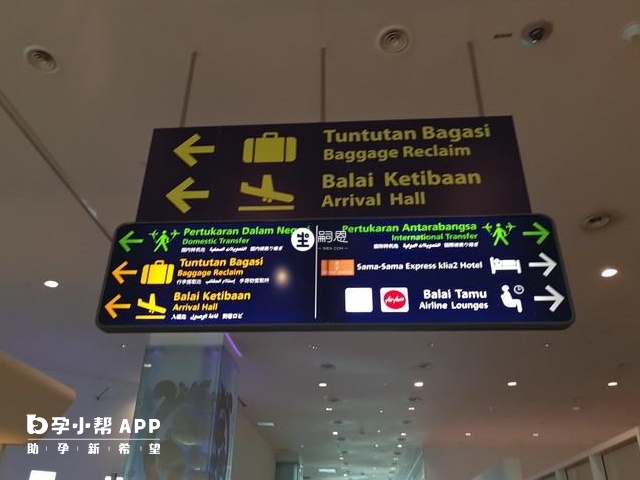 Tuntutan Bagasi
Baggage Reclaim
Balai Ketibaan
Arrival Hall
Pertukaran Dalam
Domestic Transfer
Tuntutan Bagasi
Baggage Reclaim
Balai Ketibaan
Arrival Hall
嗣恩
Pertukaran Antarabangsa
International Transfer
Sama-Sama Express klia2 Hotel
AirAsia
Balai Tamu
Airline Lounges
孕小帮 APP
助 孕 新 希 望